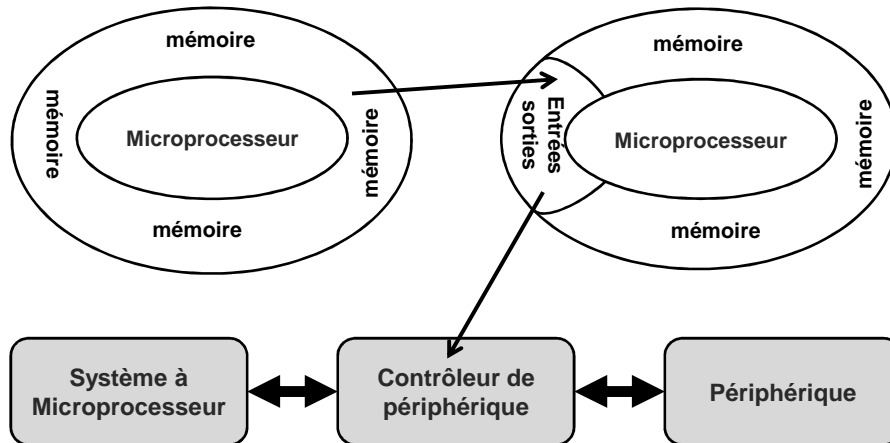 mémoire
mémoire
Microprocesseur
mémoire
mémoire
mémoire
Entrées
sorties
Microprocesseur
mémoire
mémoire
Système à
Microprocesseur
Contrôleur de
périphérique
Périphérique